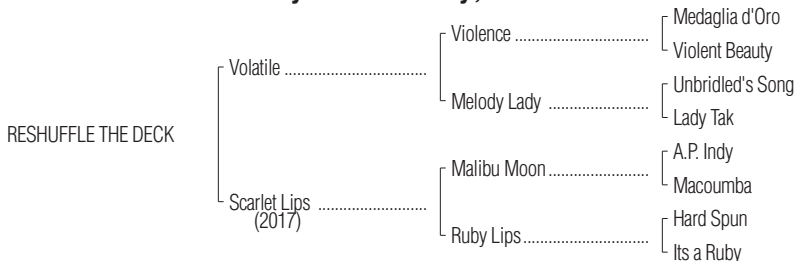 Medaglia d'Oro
Violence ..................................
Violent Beauty
Volatile ....................................
Unbridled's Song
Melody Lady ..........................
Lady Tak
RESHUFFLE THE DECK
A.P. Indy
Malibu Moon ..........................
Macoumba
Scarlet Lips ...........................
(2017)
Hard Spun
Ruby Lips ................................
Its a Ruby